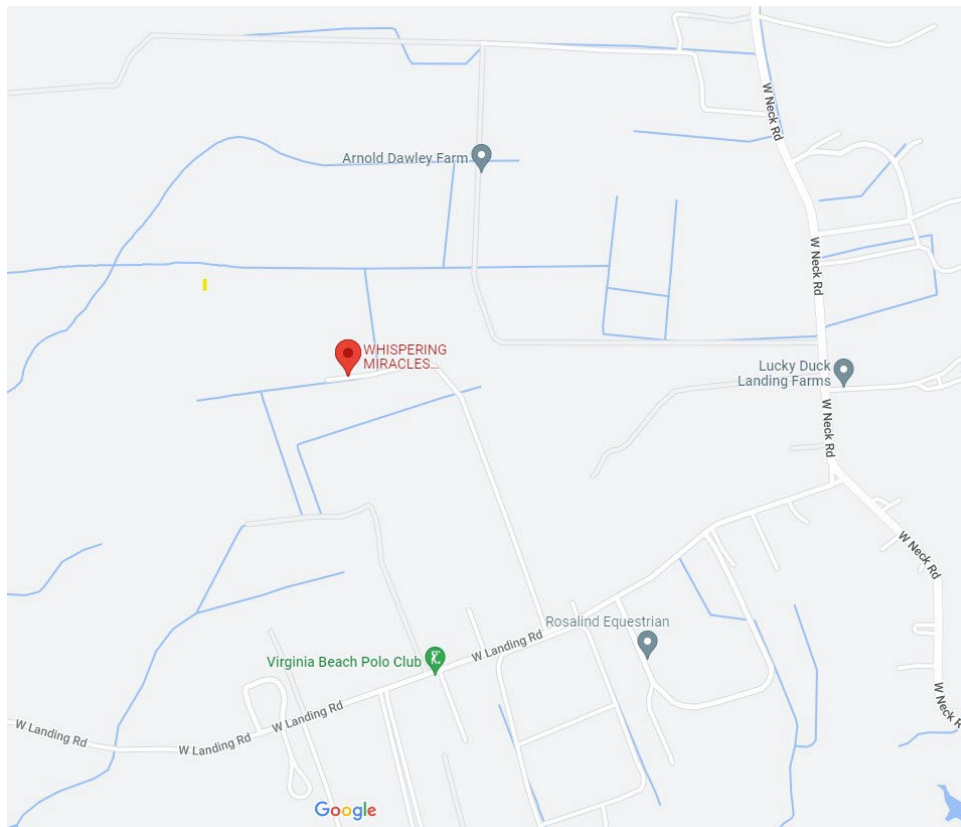 W Neck Rd
Arnold Dawley Farm
W Neck Rd
WHISPERING
MIRACLES...
Lucky Duck
Landing Farms
W Neck Rd
W Neck Rd
Rosalind Equestrian
W Landing Rd
Virginia Beach Polo Club
W Neck R
W Landing Rd
W Landing Rd
W Landing Rd
Google